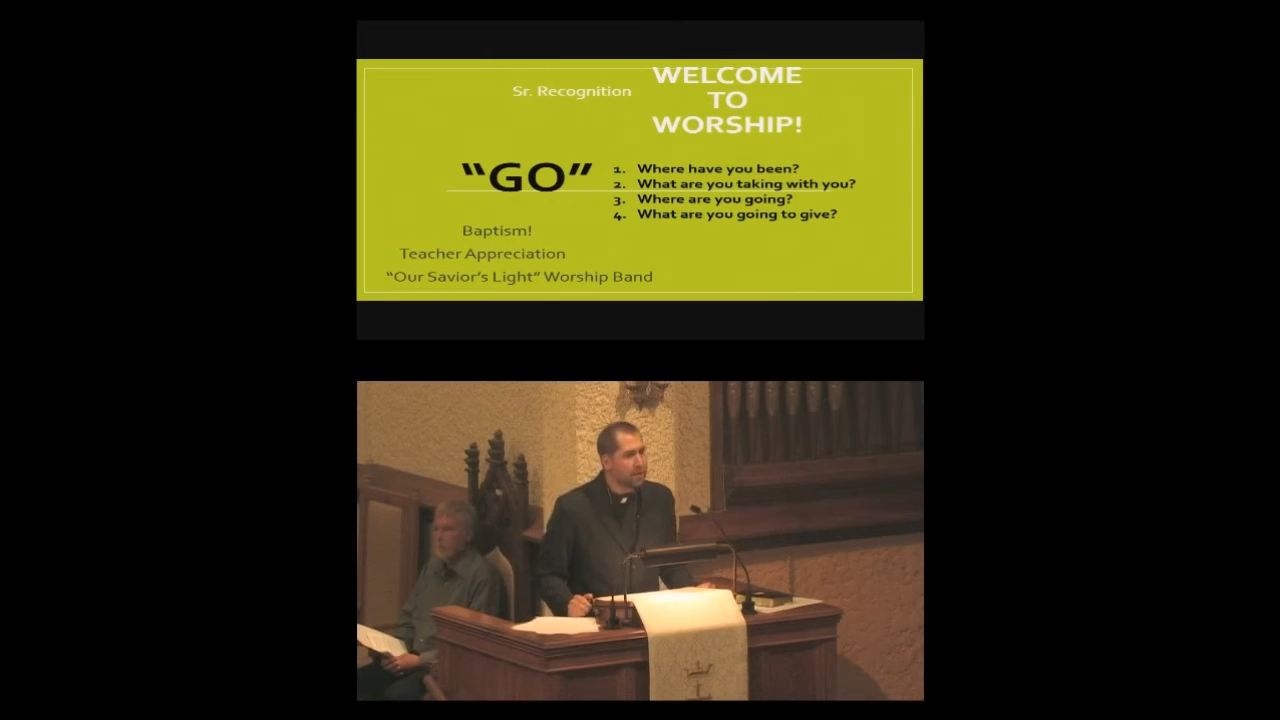 Sr. Recognition
WELCOME
TO
WORSHIP!
“GO”
1. Where have you been?
2. What are you taking with you?
3. Where are you going?
4. What are you going to give?
Baptism!
Teacher Appreciation
“Our Savior’s Light” Worship Band